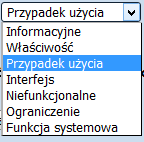 Przypadek użycia
Informacyjne
Właściwość
Przypadek użycia
Interfejs
Niefunkcjonalne
Ograniczenie
Funkcja systemowa